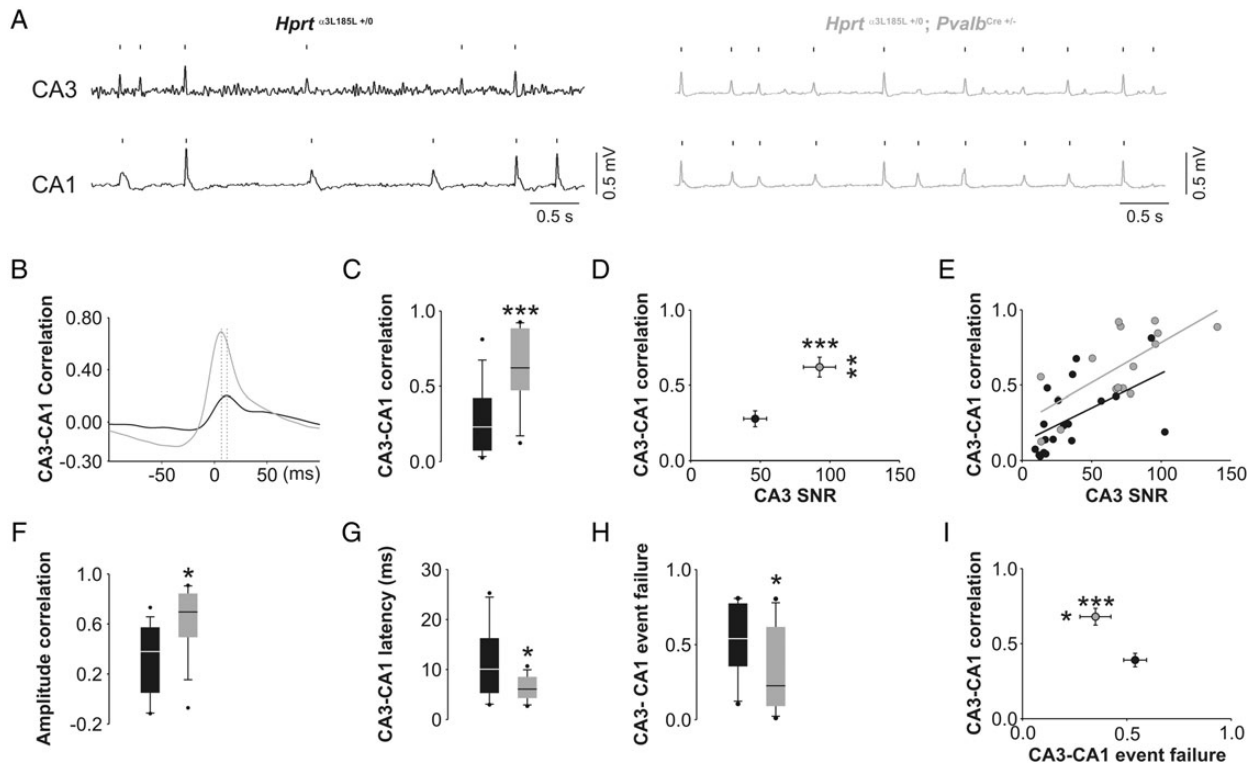 A
Hprt α3L185L +/0
Hprt α3L185L +/0; PvalbCre +/-
CA3
CA1
0.5 mV
0.5 s
0.5 mV
0.5 s
B
CA3-CA1 Correlation
0.80
0.40
0.00
-0.30
-50
0
50
(ms)
C
CA3-CA1 correlation
1.0
0.5
0.0
***
D
CA3-CA1 correlation
1.0
0.5
0.0
***
**
0
50
100
150
CA3 SNR
E
CA3-CA1 correlation
1.0
0.5
0.0
0
50
100
150
CA3 SNR
F
Amplitude correlation
1.0
0.6
0.2
-0.2
*
G
CA3-CA1 latency (ms)
30
20
10
0
*
H
CA3- CA1 event failure
1.0
0.5
0.0
*
I
CA3-CA1 correlation
1.0
0.5
0.0
* ***
0.0
0.5
1.0
CA3-CA1 event failure